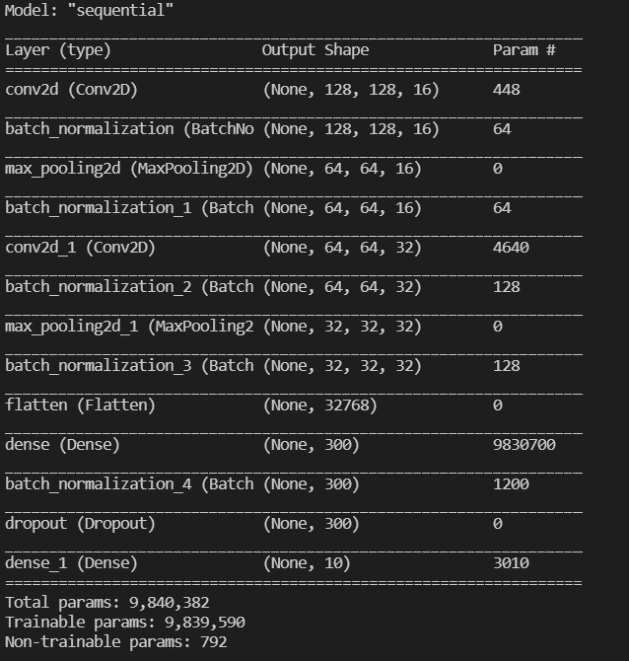 Model: "sequential"
_________________________________________________________________
Layer (type)                 Output Shape              Param #
=================================================================
conv2d (Conv2D)              (None, 128, 128, 16)      448
_________________________________________________________________
batch_normalization (BatchNo (None, 128, 128, 16)      64
_________________________________________________________________
max_pooling2d (MaxPooling2D) (None, 64, 64, 16)        0
_________________________________________________________________
batch_normalization_1 (Batch (None, 64, 64, 16)        64
_________________________________________________________________
conv2d_1 (Conv2D)            (None, 64, 64, 32)        4640
_________________________________________________________________
batch_normalization_2 (Batch (None, 64, 64, 32)        128
_________________________________________________________________
max_pooling2d_1 (MaxPooling2 (None, 32, 32, 32)        0
_________________________________________________________________
batch_normalization_3 (Batch (None, 32, 32, 32)        128
_________________________________________________________________
flatten (Flatten)            (None, 32768)             0
_________________________________________________________________
dense (Dense)                (None, 300)               9830700
_________________________________________________________________
batch_normalization_4 (Batch (None, 300)               1200
_________________________________________________________________
dropout (Dropout)            (None, 300)               0
_________________________________________________________________
dense_1 (Dense)              (None, 10)                3010
=================================================================
Total params: 9,840,382
Trainable params: 9,839,590
Non-trainable params: 792